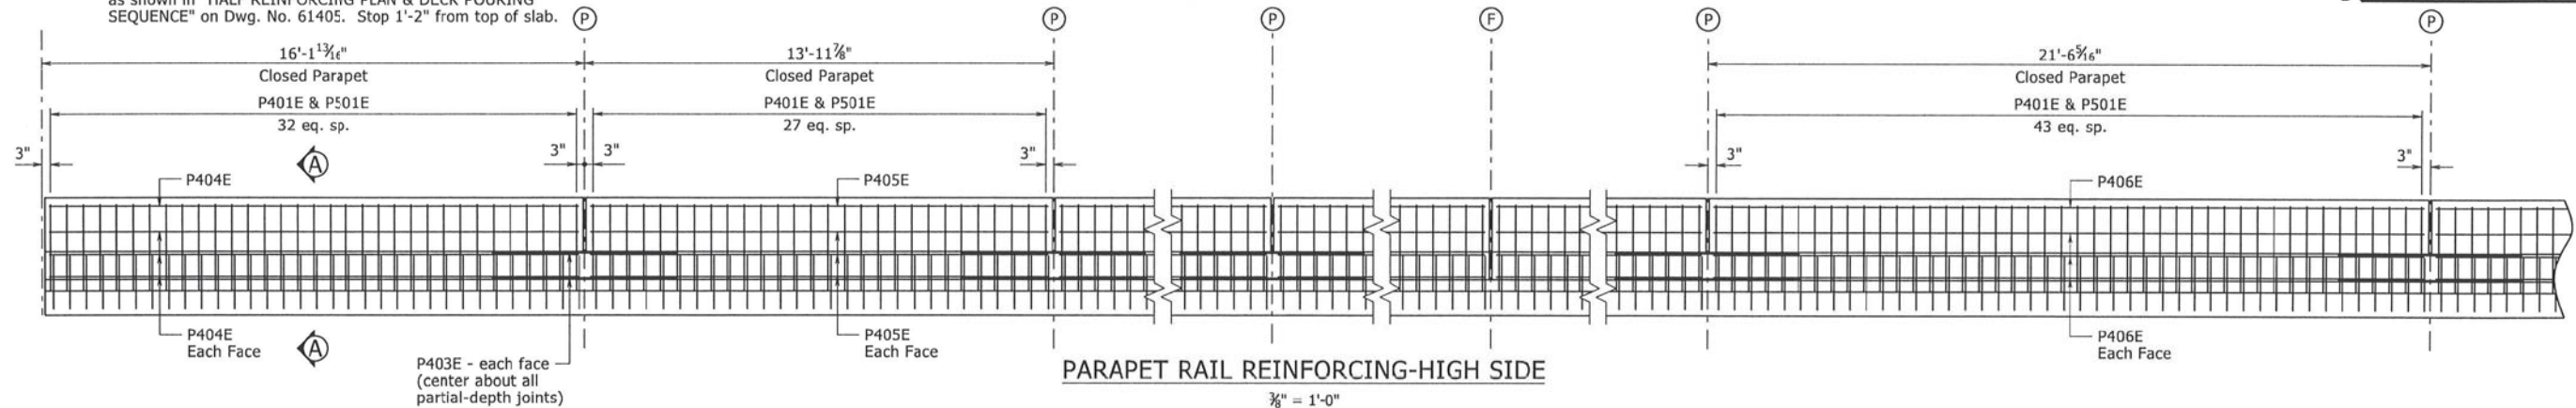 as shown in "HALF REINFORCING PLAN & DECK POURING
SEQUENCE" on Dwg. No. 61405. Stop 1'-2" from top of slab.
P P P F P P
16'-1 13/16" 13'-11 7/8" 21'-6 5/16"
Closed Parapet Closed Parapet Closed Parapet
P401E & P501E P401E & P501E P401E & P501E
32 eq. sp. 27 eq. sp. 43 eq. sp.
3" A 3" 3" 3" 3" 3"
P404E P405E P406E
P404E
Each Face
A
P405E
Each Face
P406E
Each Face
P403E - each face
(center about all
partial-depth joints)
PARAPET RAIL REINFORCING-HIGH SIDE
3/8" = 1'-0"